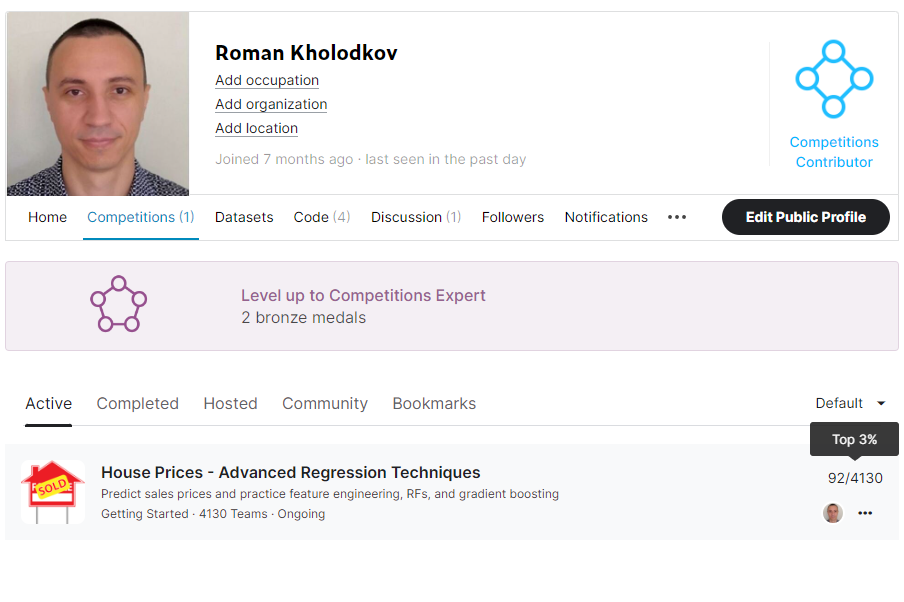 Roman Kholodkov
Add occupation
Add organization
Add location
Joined 7 months ago · last seen in the past day
Competitions
Contributor
Home Competitions (1) Datasets Code (4) Discussion (1) Followers Notifications ••• Edit Public Profile
Level up to Competitions Expert
2 bronze medals
Active Completed Hosted Community Bookmarks Default
Top 3%
House Prices - Advanced Regression Techniques 92/4130
SOLD
Predict sales prices and practice feature engineering, RFs, and gradient boosting
Getting Started · 4130 Teams · Ongoing